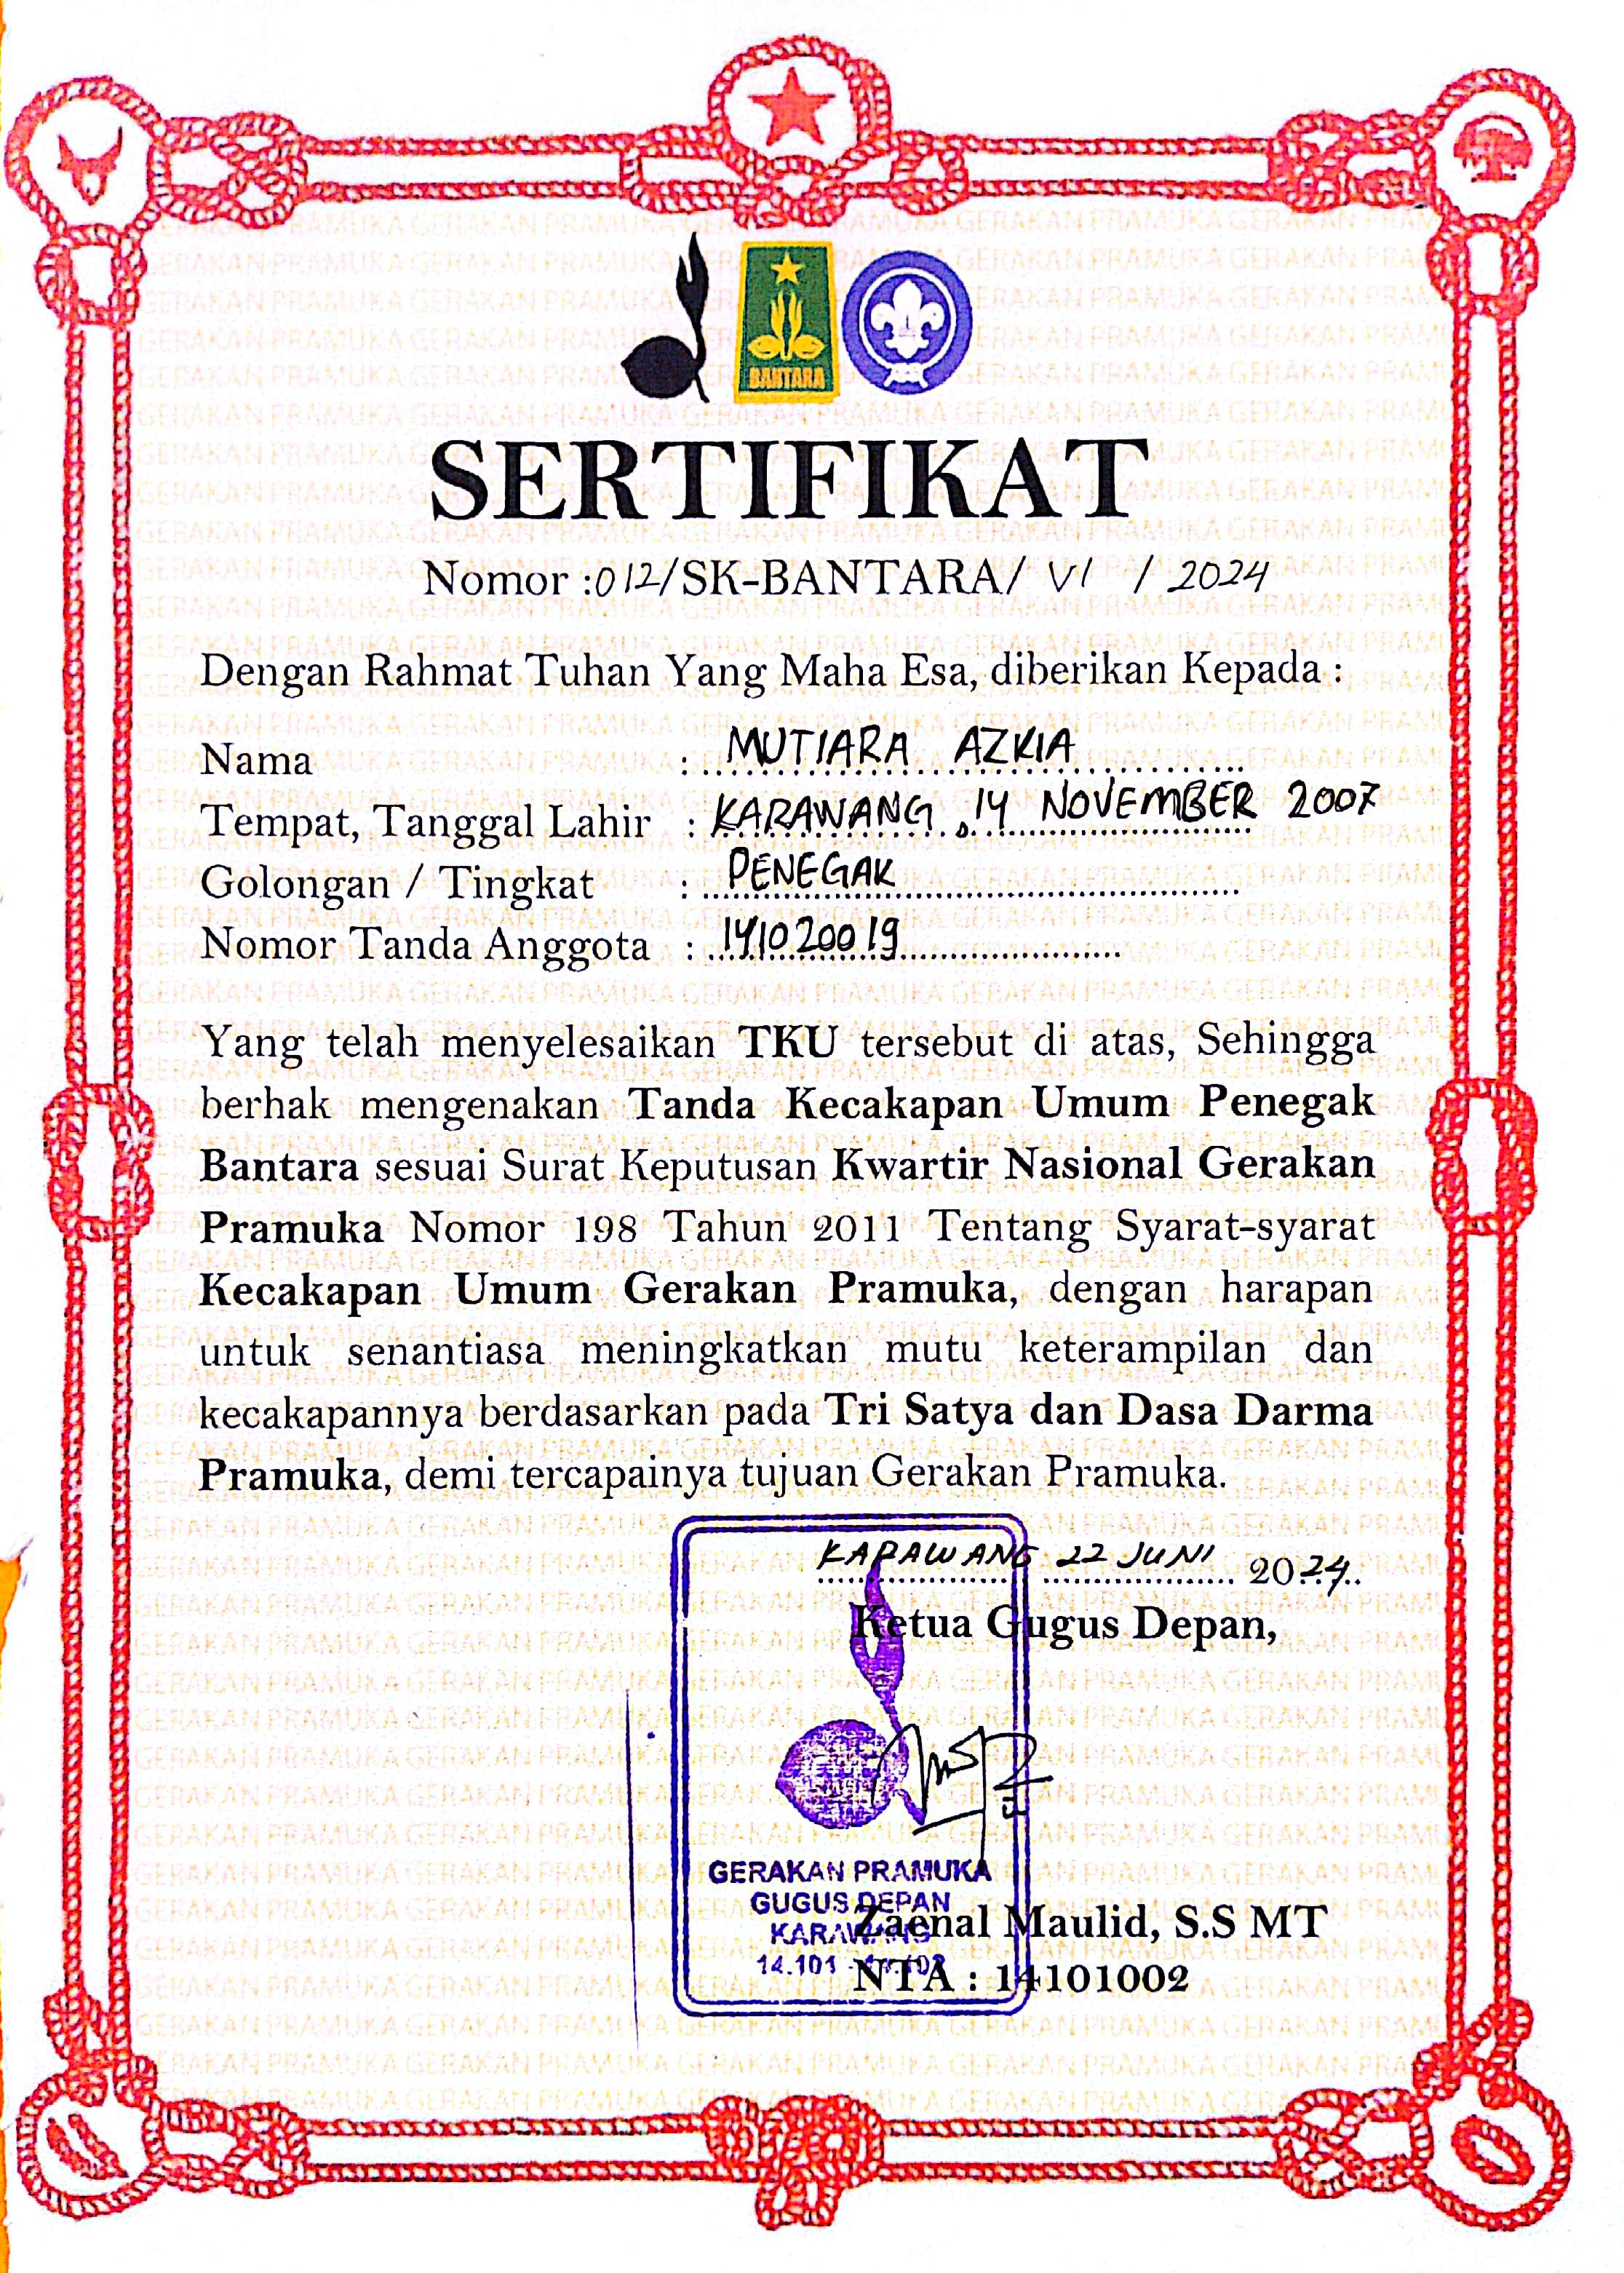 BANTARA
SERTIFIKAT
Nomor :012/SK-BANTARA/ VI / 2024
Dengan Rahmat Tuhan Yang Maha Esa, diberikan Kepada :
Nama : MUTIARA AZKIA
Tempat, Tanggal Lahir : KARAWANG, 14 NOVEMBER 2007
Golongan / Tingkat : PENEGAK
Nomor Tanda Anggota : 141020019
Yang telah menyelesaikan TKU tersebut di atas, Sehingga
berhak mengenakan Tanda Kecakapan Umum Penegak
Bantara sesuai Surat Keputusan Kwartir Nasional Gerakan
Pramuka Nomor 198 Tahun 2011 Tentang Syarat-syarat
Kecakapan Umum Gerakan Pramuka, dengan harapan
untuk senantiasa meningkatkan mutu keterampilan dan
kecakapannya berdasarkan pada Tri Satya dan Dasa Darma
Pramuka, demi tercapainya tujuan Gerakan Pramuka.
KARAWANG 22 JUNI 2024
Ketua Gugus Depan,
GERAKAN PRAMUKA
GUGUS DEPAN
KARAWANG
14.101
Zaenal Maulid, S.S MT
NTA : 14101002